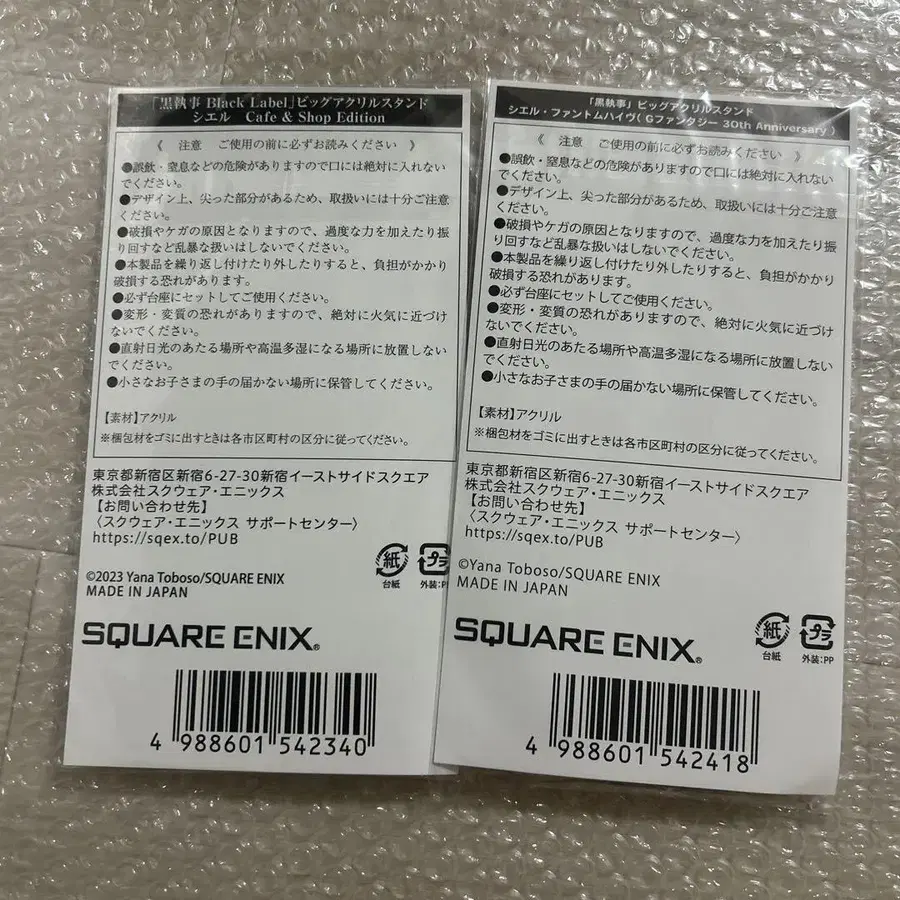 「黒執事 Black Label」ビッグアクリルスタンド
シエル Cafe & Shop Edition
《 注意 ご使用の前に必ずお読みください 》
●誤飲・窒息などの危険がありますので口には絶対に入れない
でください。
●デザイン上、尖った部分があるため、取扱いには十分ご注意
ください。
●破損やケガの原因となりますので、過度な力を加えたり振
り回すなど乱暴な扱いはしないでください。
●本製品を繰り返し付けたり外したりすると、負担がかかり
破損する恐れがあります。
●必ず台座にセットしてご使用ください。
●変形・変質の恐れがありますので、絶対に火気に近づけ
ないでください。
●直射日光のあたる場所や高温多湿になる場所に放置しない
でください。
●小さなお子さまの手の届かない場所に保管してください。
【素材】アクリル
※梱包材をゴミに出すときは各市区町村の区分に従ってください。
東京都新宿区新宿6-27-30新宿イーストサイドスクエア
株式会社スクウェア・エニックス
【お問い合わせ先】
〈スクウェア・エニックス サポートセンター〉
https://sqex.to/PUB
紙
台紙
プラ
外装:PP
©2023 Yana Toboso/SQUARE ENIX
MADE IN JAPAN
SQUARE ENIX®
4 988601 542340
「黒執事」ビッグアクリルスタンド
シエル・ファントムハイヴ( Gファンタジー 30th Anniversary )
《 注意 ご使用の前に必ずお読みください 》
●誤飲・窒息などの危険がありますので口には絶対に入れない
でください。
●デザイン上、尖った部分があるため、取扱いには十分ご注意
ください。
●破損やケガの原因となりますので、過度な力を加えたり振
り回すなど乱暴な扱いはしないでください。
●本製品を繰り返し付けたり外したりすると、負担がかかり
破損する恐れがあります。
●必ず台座にセットしてご使用ください。
●変形・変質の恐れがありますので、絶対に火気に近づけ
ないでください。
●直射日光のあたる場所や高温多湿になる場所に放置しない
でください。
●小さなお子さまの手の届かない場所に保管してください。
【素材】アクリル
※梱包材をゴミに出すときは各市区町村の区分に従ってください。
東京都新宿区新宿6-27-30新宿イーストサイドスクエア
株式会社スクウェア・エニックス
【お問い合わせ先】
〈スクウェア・エニックス サポートセンター〉
https://sqex.to/PUB
©Yana Toboso/SQUARE ENIX
MADE IN JAPAN
紙
台紙
プラ
外装:PP
SQUARE ENIX®
4 988601 542418